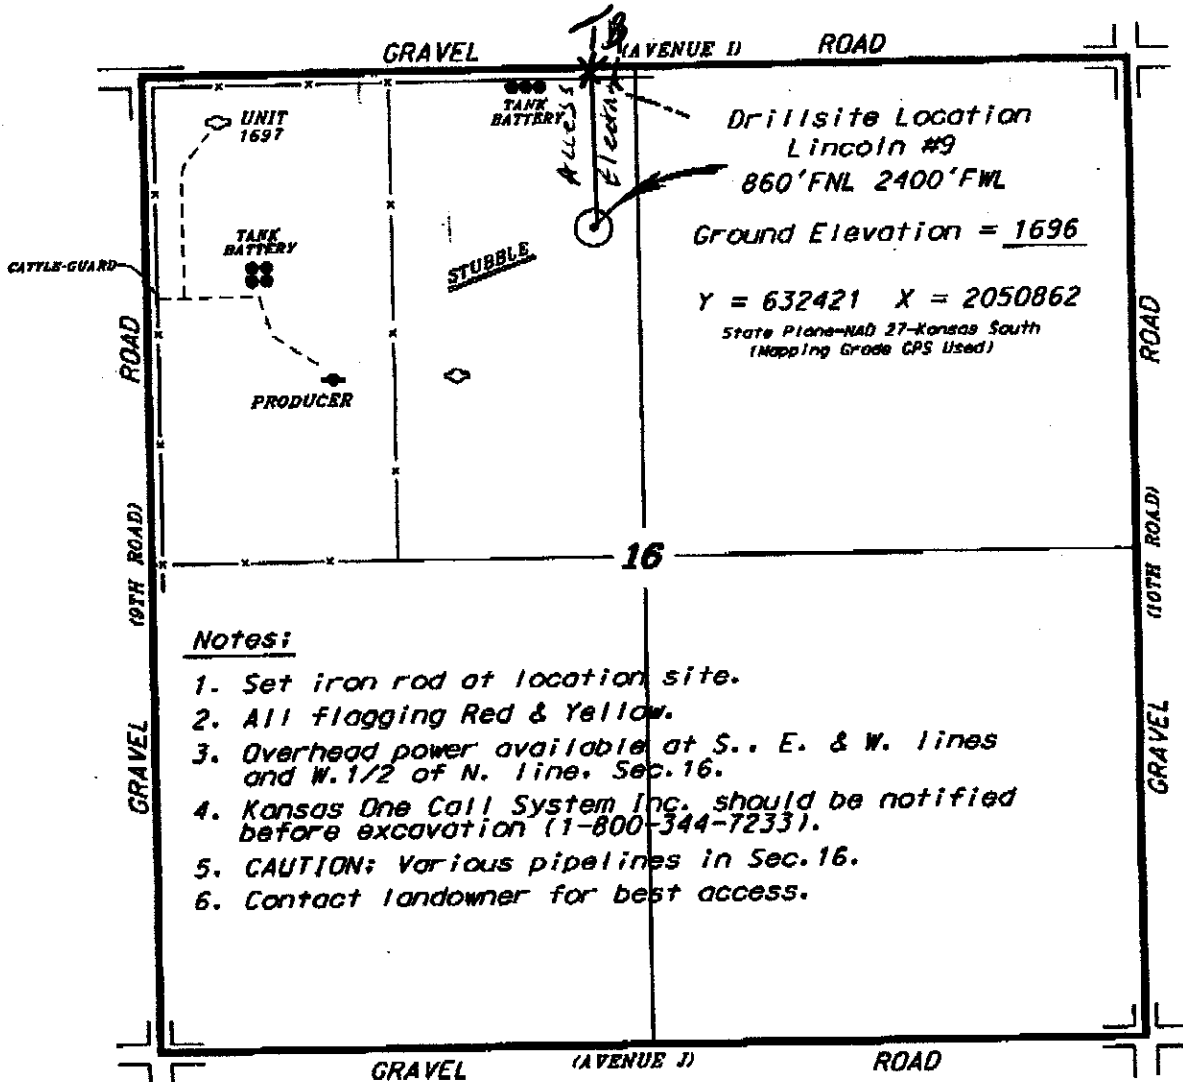 GRAVEL (AVENUE I) ROAD
TANK
BATTERY
Access
UNIT
1697
Drillsite Location
Lincoln #9
860'FNL 2400'FWL
Ground Elevation = 1696
Y = 632421 X = 2050862
State Plane-NAD 27-Kansas South
(Mapping Grade GPS Used)
TANK
BATTERY
CATTLE-GUARD
STUBBLE
PRODUCER
GRAVEL (9TH ROAD) ROAD
GRAVEL (10TH ROAD) ROAD
16
Notes:
1. Set iron rod at location site.
2. All flagging Red & Yellow.
3. Overhead power available at S., E. & W. lines
and W.1/2 of N. line. Sec.16.
4. Kansas One Call System Inc. should be notified
before excavation (1-800-344-7233).
5. CAUTION: Various pipelines in Sec.16.
6. Contact landowner for best access.
GRAVEL (AVENUE J) ROAD